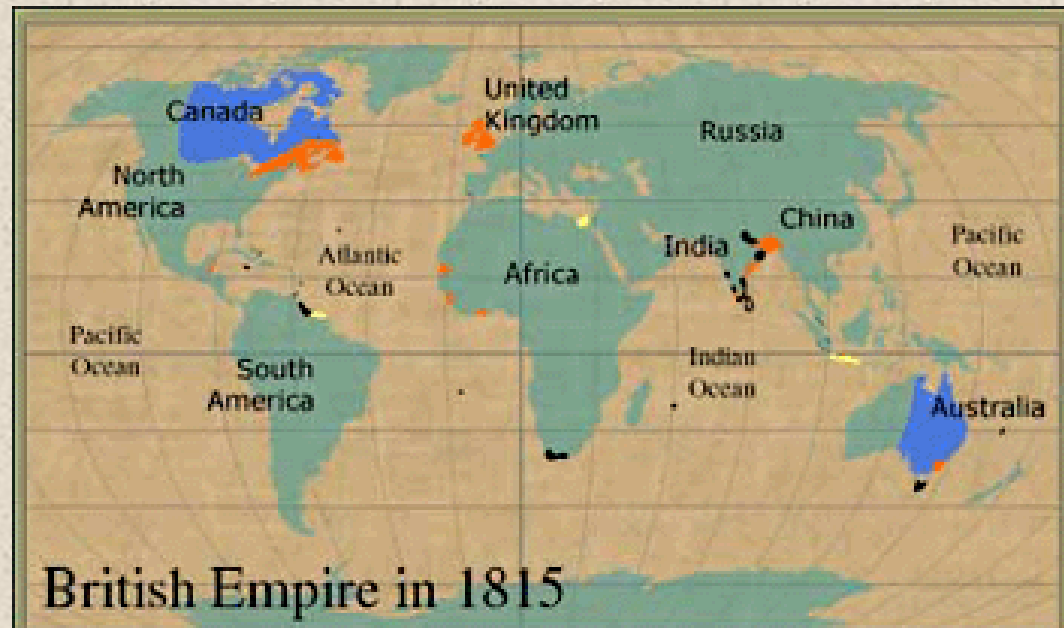 United
Kingdom
Canada
Russia
North
America
China
India
Pacific
Ocean
Atlantic
Ocean
Africa
Pacific
Ocean
South
America
Indian
Ocean
Australia
British Empire in 1815